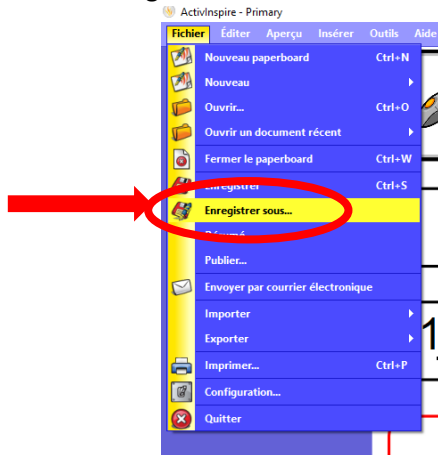 ActivInspire - Primary
Fichier Éditer Aperçu Insérer Outils Aide
Nouveau paperboard Ctrl+N
Nouveau
Ouvrir... Ctrl+O
Ouvrir un document récent
Fermer le paperboard Ctrl+W
Enregistrer Ctrl+S
Enregistrer sous...
Résumé
Publier...
Envoyer par courrier électronique
Importer
Exporter
1
Imprimer... Ctrl+P
Configuration...
Quitter